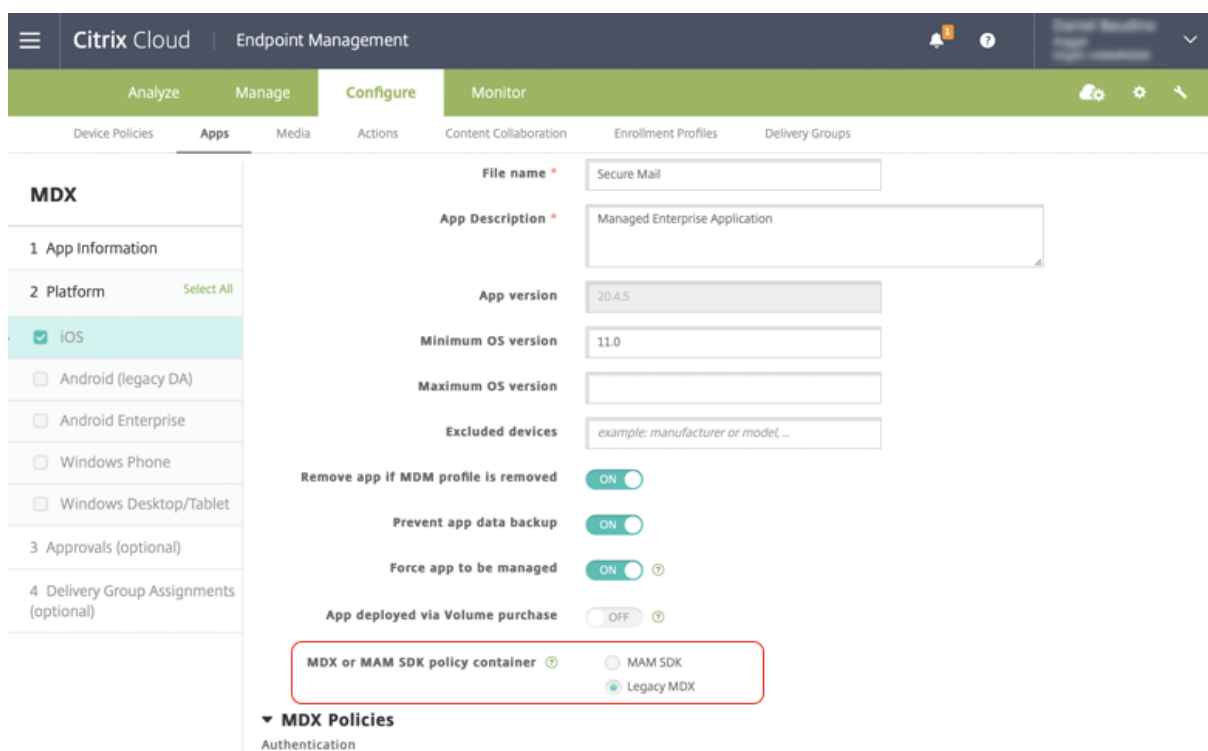 Citrix Cloud | Endpoint Management
1
?
Analyze Manage Configure Monitor
Device Policies Apps Media Actions Content Collaboration Enrollment Profiles Delivery Groups
MDX
1 App Information
2 Platform Select All
iOS
Android (legacy DA)
Android Enterprise
Windows Phone
Windows Desktop/Tablet
3 Approvals (optional)
4 Delivery Group Assignments
(optional)
File name * Secure Mail
App Description * Managed Enterprise Application
App version 20.4.5
Minimum OS version 11.0
Maximum OS version
Excluded devices example: manufacturer or model, ...
Remove app if MDM profile is removed ON
Prevent app data backup ON
Force app to be managed ON ?
App deployed via Volume purchase OFF ?
MDX or MAM SDK policy container ? MAM SDK
Legacy MDX
MDX Policies
Authentication